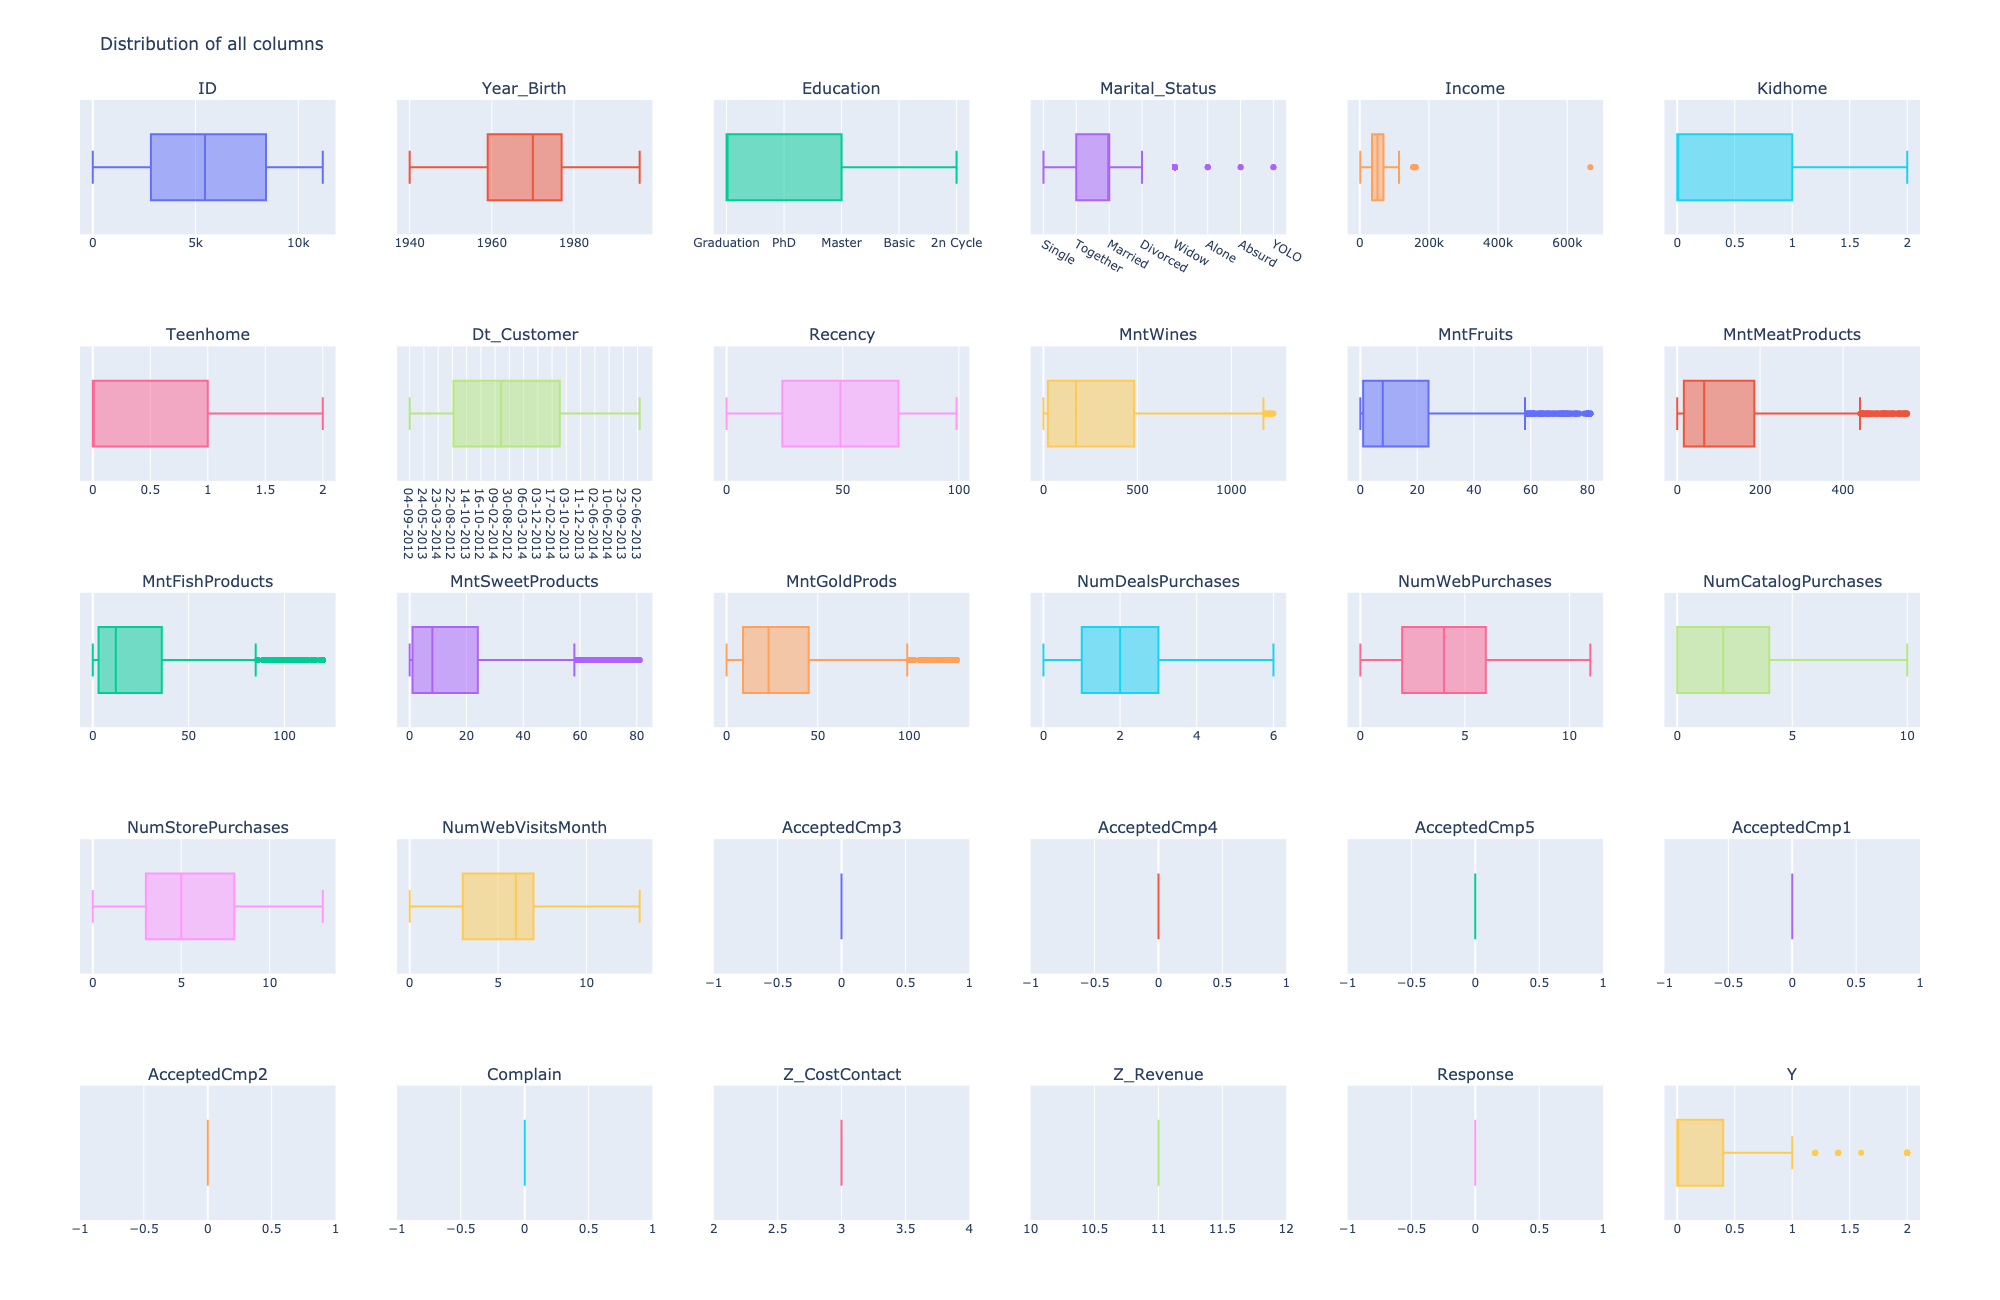 Distribution of all columns
ID Year_Birth Education Marital_Status Income Kidhome
0 5k 10k 1940 1960 1980 Graduation PhD Master Basic 2n Cycle Single Together Married Divorced Widow Alone Absurd YOLO 0 200k 400k 600k 0 0.5 1 1.5 2
Teenhome Dt_Customer Recency MntWines MntFruits MntMeatProducts
0 0.5 1 1.5 2 04-09-2012 24-05-2013 23-03-2014 22-08-2012 14-10-2013 16-10-2012 09-02-2014 30-08-2012 06-03-2014 03-12-2013 17-02-2014 03-10-2013 11-12-2013 02-06-2014 10-06-2014 23-09-2013 02-06-2013 0 50 100 0 500 1000 0 20 40 60 80 0 200 400
MntFishProducts MntSweetProducts MntGoldProds NumDealsPurchases NumWebPurchases NumCatalogPurchases
0 50 100 0 20 40 60 80 0 50 100 0 2 4 6 0 5 10 0 5 10
NumStorePurchases NumWebVisitsMonth AcceptedCmp3 AcceptedCmp4 AcceptedCmp5 AcceptedCmp1
0 5 10 0 5 10 −1 −0.5 0 0.5 1 −1 −0.5 0 0.5 1 −1 −0.5 0 0.5 1 −1 −0.5 0 0.5 1
AcceptedCmp2 Complain Z_CostContact Z_Revenue Response Y
−1 −0.5 0 0.5 1 −1 −0.5 0 0.5 1 2 2.5 3 3.5 4 10 10.5 11 11.5 12 −1 −0.5 0 0.5 1 0 0.5 1 1.5 2